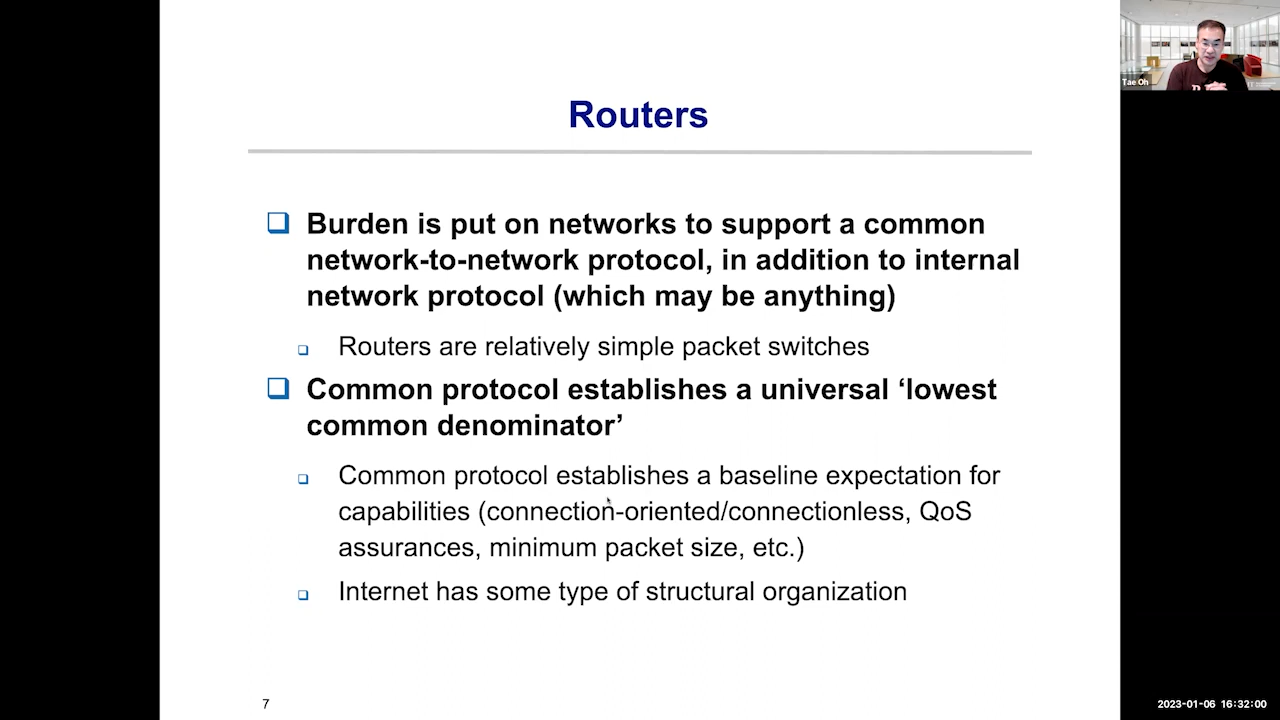 Routers
Burden is put on networks to support a common
network-to-network protocol, in addition to internal
network protocol (which may be anything)
Routers are relatively simple packet switches
Common protocol establishes a universal ‘lowest
common denominator’
Common protocol establishes a baseline expectation for
capabilities (connection-oriented/connectionless, QoS
assurances, minimum packet size, etc.)
Internet has some type of structural organization
7
Tae Oh
2023-01-06 16:32:00